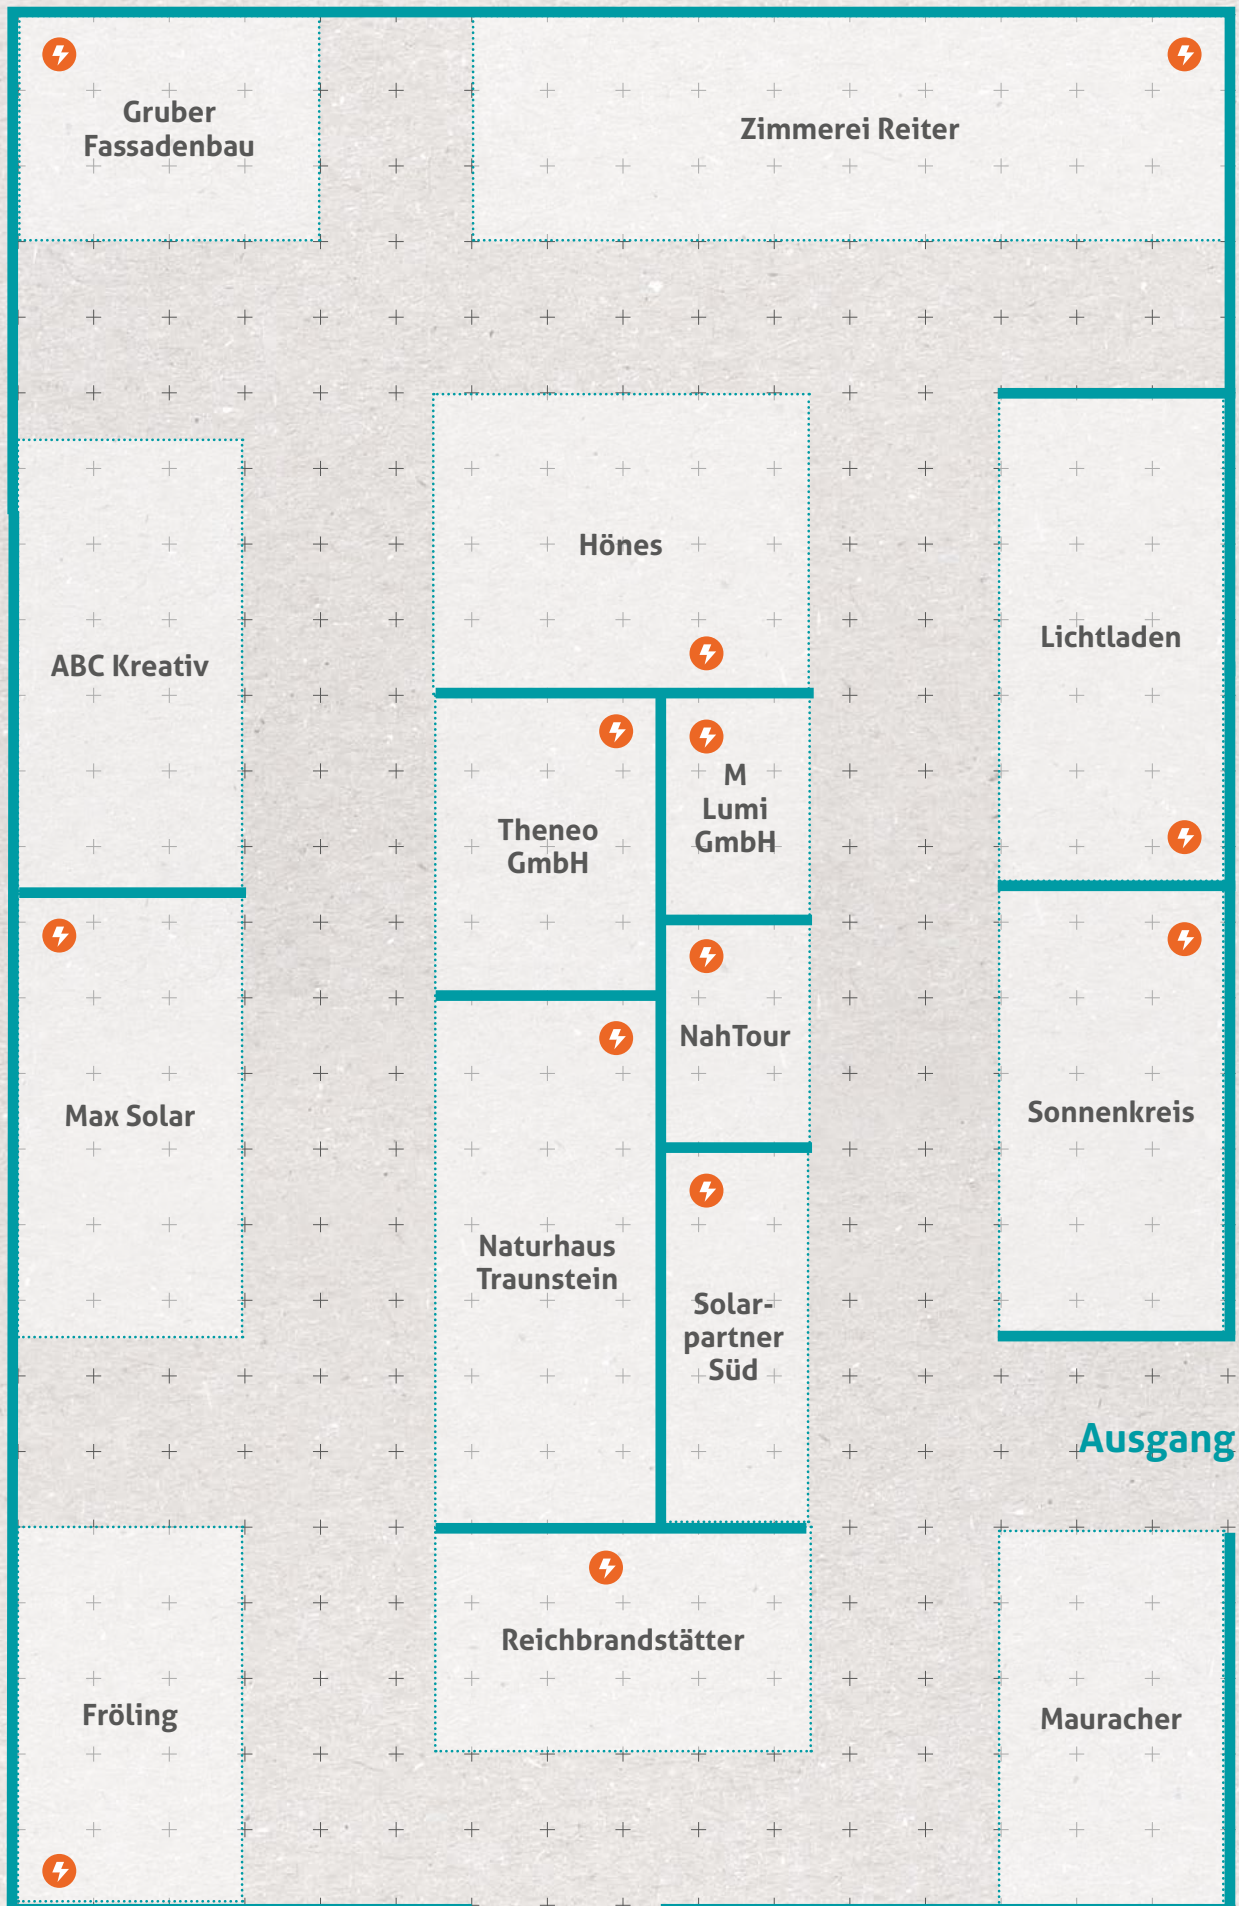 Gruber
Fassadenbau
Zimmerei Reiter
Hönes
Lichtladen
ABC Kreativ
M
Lumi
GmbH
Theneo
GmbH
NahTour
Max Solar
Sonnenkreis
Naturhaus
Traunstein
Solar-
partner
Süd
Ausgang
Reichbrandstätter
Fröling
Mauracher